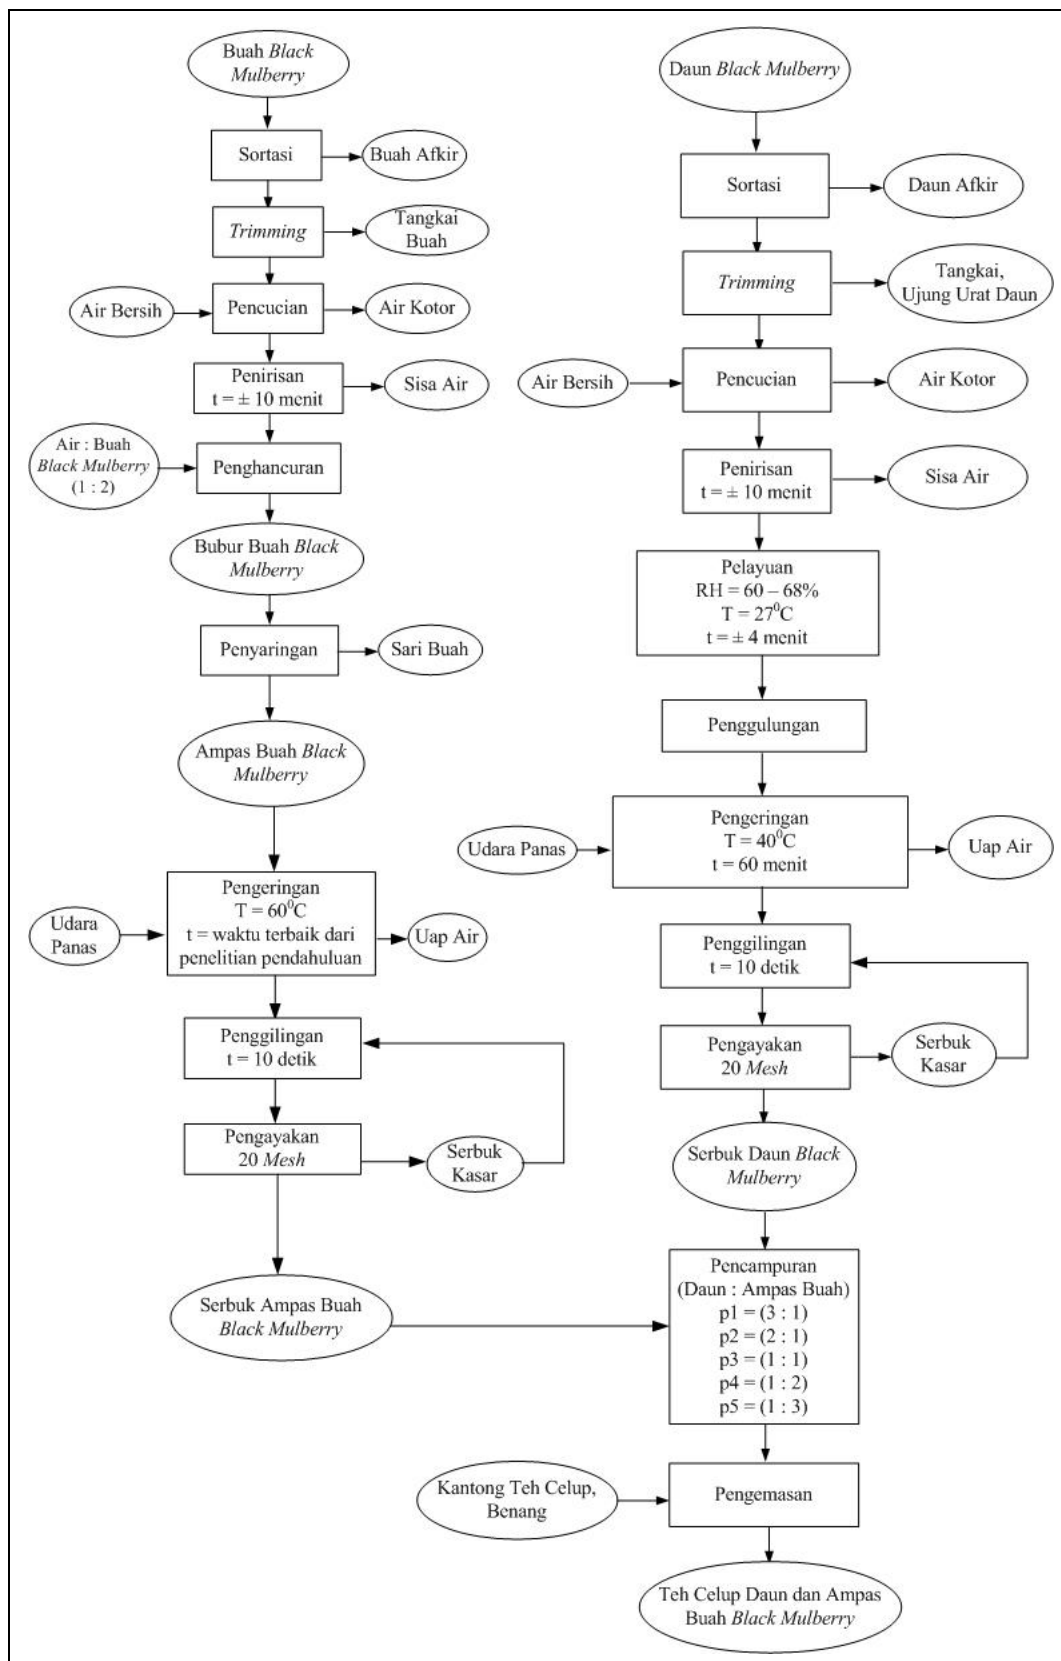 Buah Black
Mulberry
Sortasi
Buah Afkir
Trimming
Tangkai
Buah
Air Bersih
Pencucian
Air Kotor
Penirisan
t = ± 10 menit
Sisa Air
Air : Buah
Black Mulberry
(1 : 2)
Penghancuran
Bubur Buah Black
Mulberry
Penyaringan
Sari Buah
Ampas Buah Black
Mulberry
Udara
Panas
Pengeringan
T = 60⁰C
t = waktu terbaik dari
penelitian pendahuluan
Uap Air
Penggilingan
t = 10 detik
Pengayakan
20 Mesh
Serbuk
Kasar
Serbuk Ampas Buah
Black Mulberry
Daun Black Mulberry
Sortasi
Daun Afkir
Trimming
Tangkai,
Ujung Urat Daun
Air Bersih
Pencucian
Air Kotor
Penirisan
t = ± 10 menit
Sisa Air
Pelayuan
RH = 60 – 68%
T = 27⁰C
t = ± 4 menit
Penggulungan
Udara Panas
Pengeringan
T = 40⁰C
t = 60 menit
Uap Air
Penggilingan
t = 10 detik
Pengayakan
20 Mesh
Serbuk
Kasar
Serbuk Daun Black
Mulberry
Pencampuran
(Daun : Ampas Buah)
p1 = (3 : 1)
p2 = (2 : 1)
p3 = (1 : 1)
p4 = (1 : 2)
p5 = (1 : 3)
Kantong Teh Celup,
Benang
Pengemasan
Teh Celup Daun dan Ampas
Buah Black Mulberry